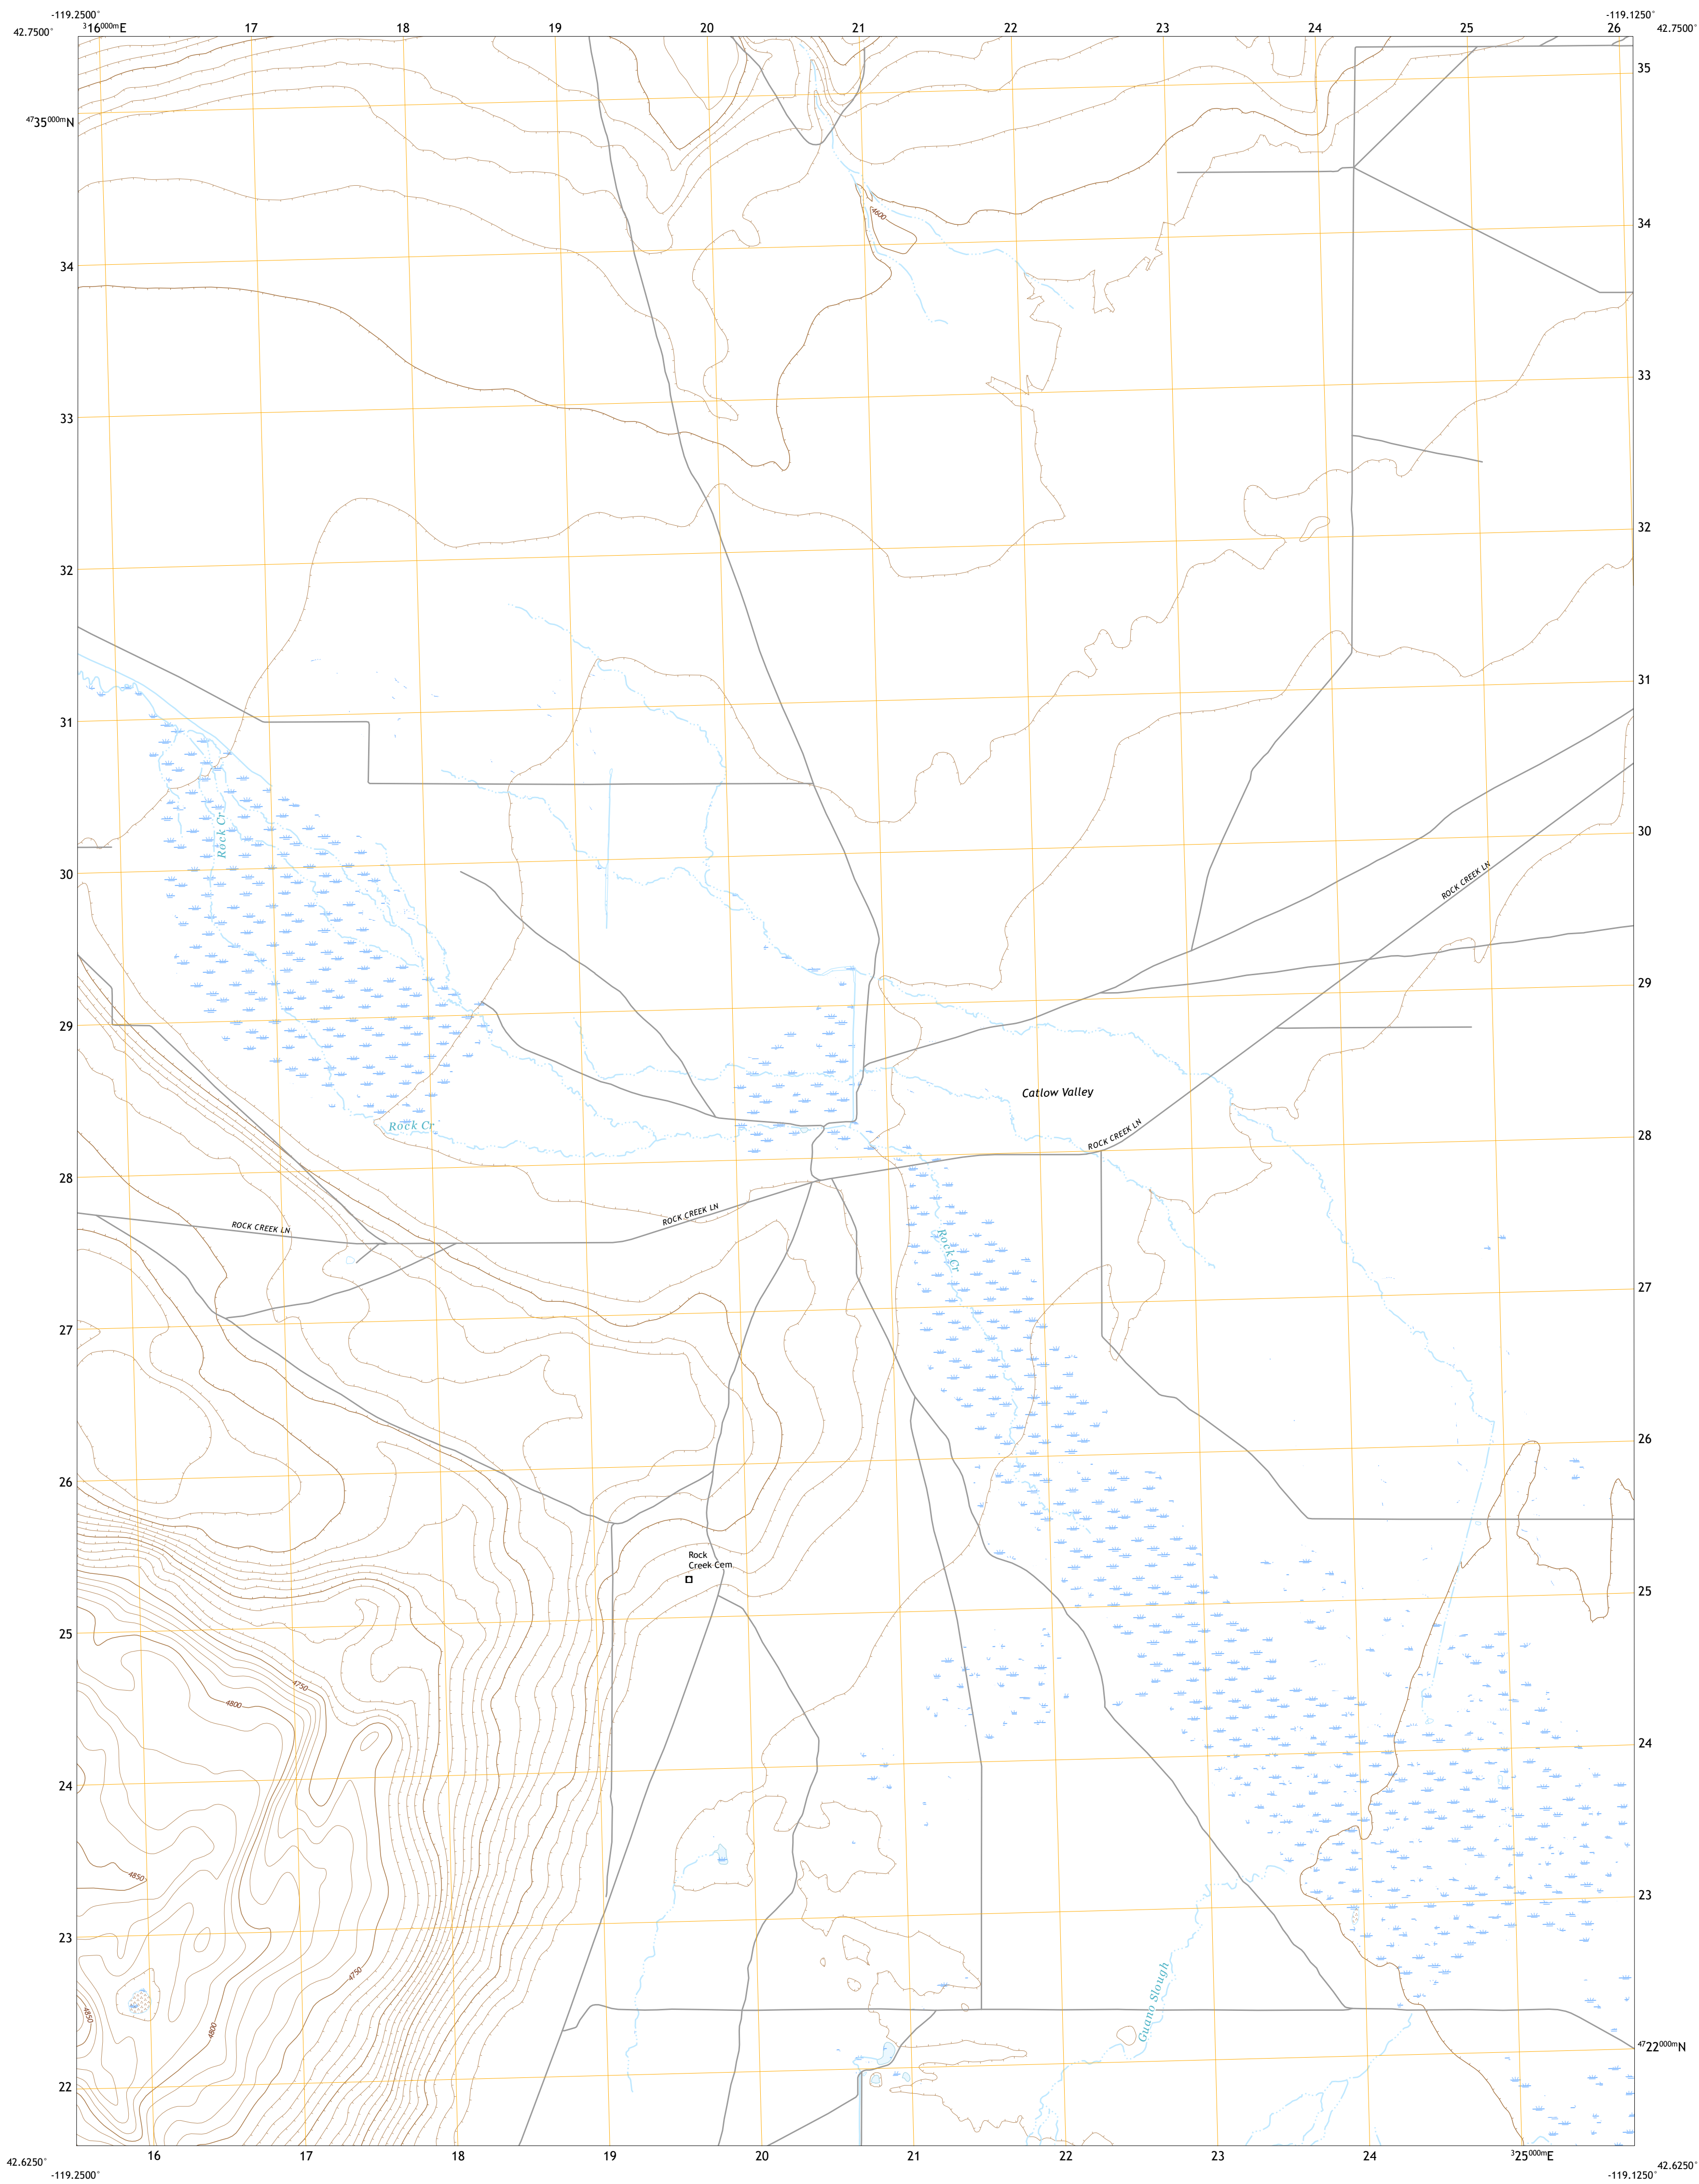 -119.2500°
-119.1250°
42.7500°
³16⁰⁰⁰ᵐE 17 18 19 20 21 22 23 24 25 26
42.7500°
35
⁴⁷35⁰⁰⁰ᵐN
4600
34
34
33
33
32
32
31
31
Rock Cr
30
30
ROCK CREEK LN
29
29
Catlow Valley
Rock Cr
ROCK CREEK LN
28
28
ROCK CREEK LN
ROCK CREEK LN
Rock Cr
27
27
26
26
Rock
Creek Cem
25
25
4750
4800
24
24
4850
23
23
4750
4850
4800
Guano Slough
⁴⁷22⁰⁰⁰ᵐN
22
16 17 18 19 20 21 22 23 24 ³25⁰⁰⁰ᵐE
42.6250°
42.6250°
-119.2500°
-119.1250°